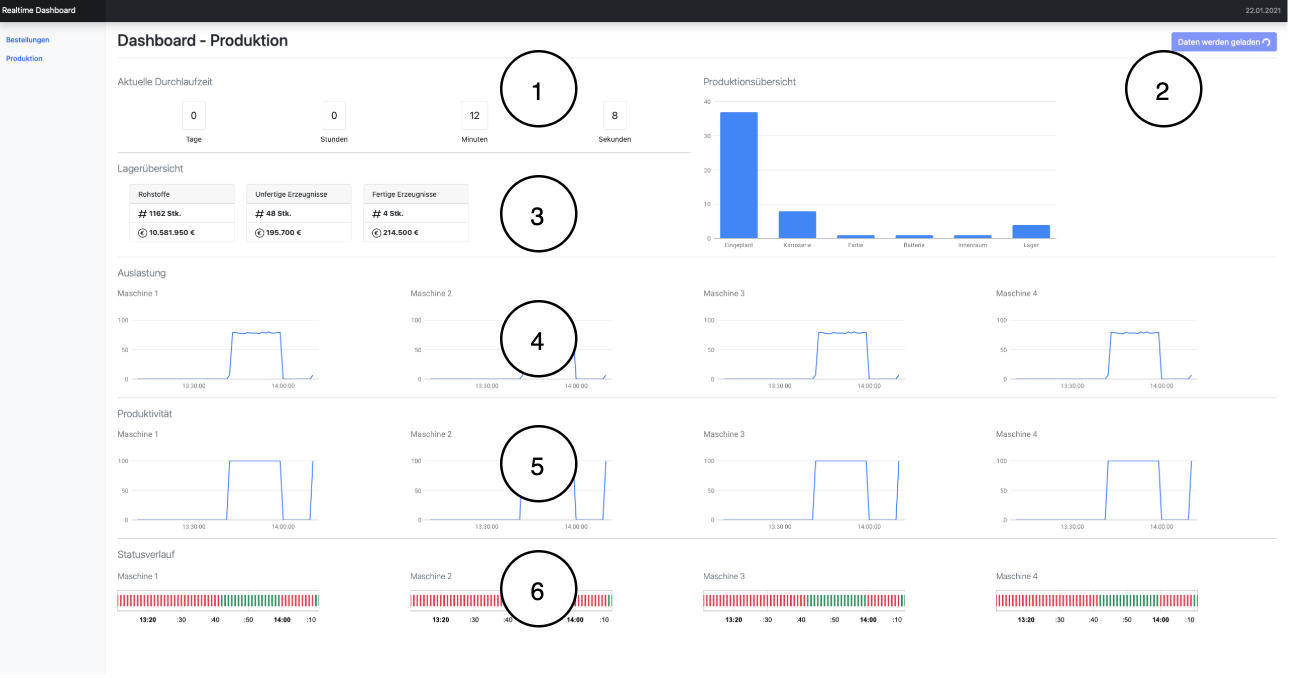 Realtime Dashboard
22.01.2021
Bestellungen
Produktion
Dashboard - Produktion
Daten werden geladen
Aktuelle Durchlaufzeit
1
0 0 12 8
Tage Stunden Minuten Sekunden
Produktionsübersicht
2
40
30
20
10
0
Eingeplant Karosserie Farbe Batterie Innenraum Lager
Lagerübersicht
Rohstoffe Unfertige Erzeugnisse Fertige Erzeugnisse
# 1162 Stk. # 48 Stk. # 4 Stk.
€ 10.581.950 € € 195.700 € € 214.500 €
3
Auslastung
Maschine 1 Maschine 2 Maschine 3 Maschine 4
4
100 100 100 100
50 50 50 50
0 0 0 0
13:30:00 14:00:00 13:30:00 14:00:00 13:30:00 14:00:00 13:30:00 14:00:00
Produktivität
Maschine 1 Maschine 2 Maschine 3 Maschine 4
5
100 100 100 100
50 50 50 50
0 0 0 0
13:30:00 14:00:00 13:30:00 14:00:00 13:30:00 14:00:00 13:30:00 14:00:00
Statusverlauf
Maschine 1 Maschine 2 Maschine 3 Maschine 4
6
13:20 :30 :40 :50 14:00 :10 13:20 :30 :40 14:00 :10 13:20 :30 :40 :50 14:00 :10 13:20 :30 :40 :50 14:00 :10